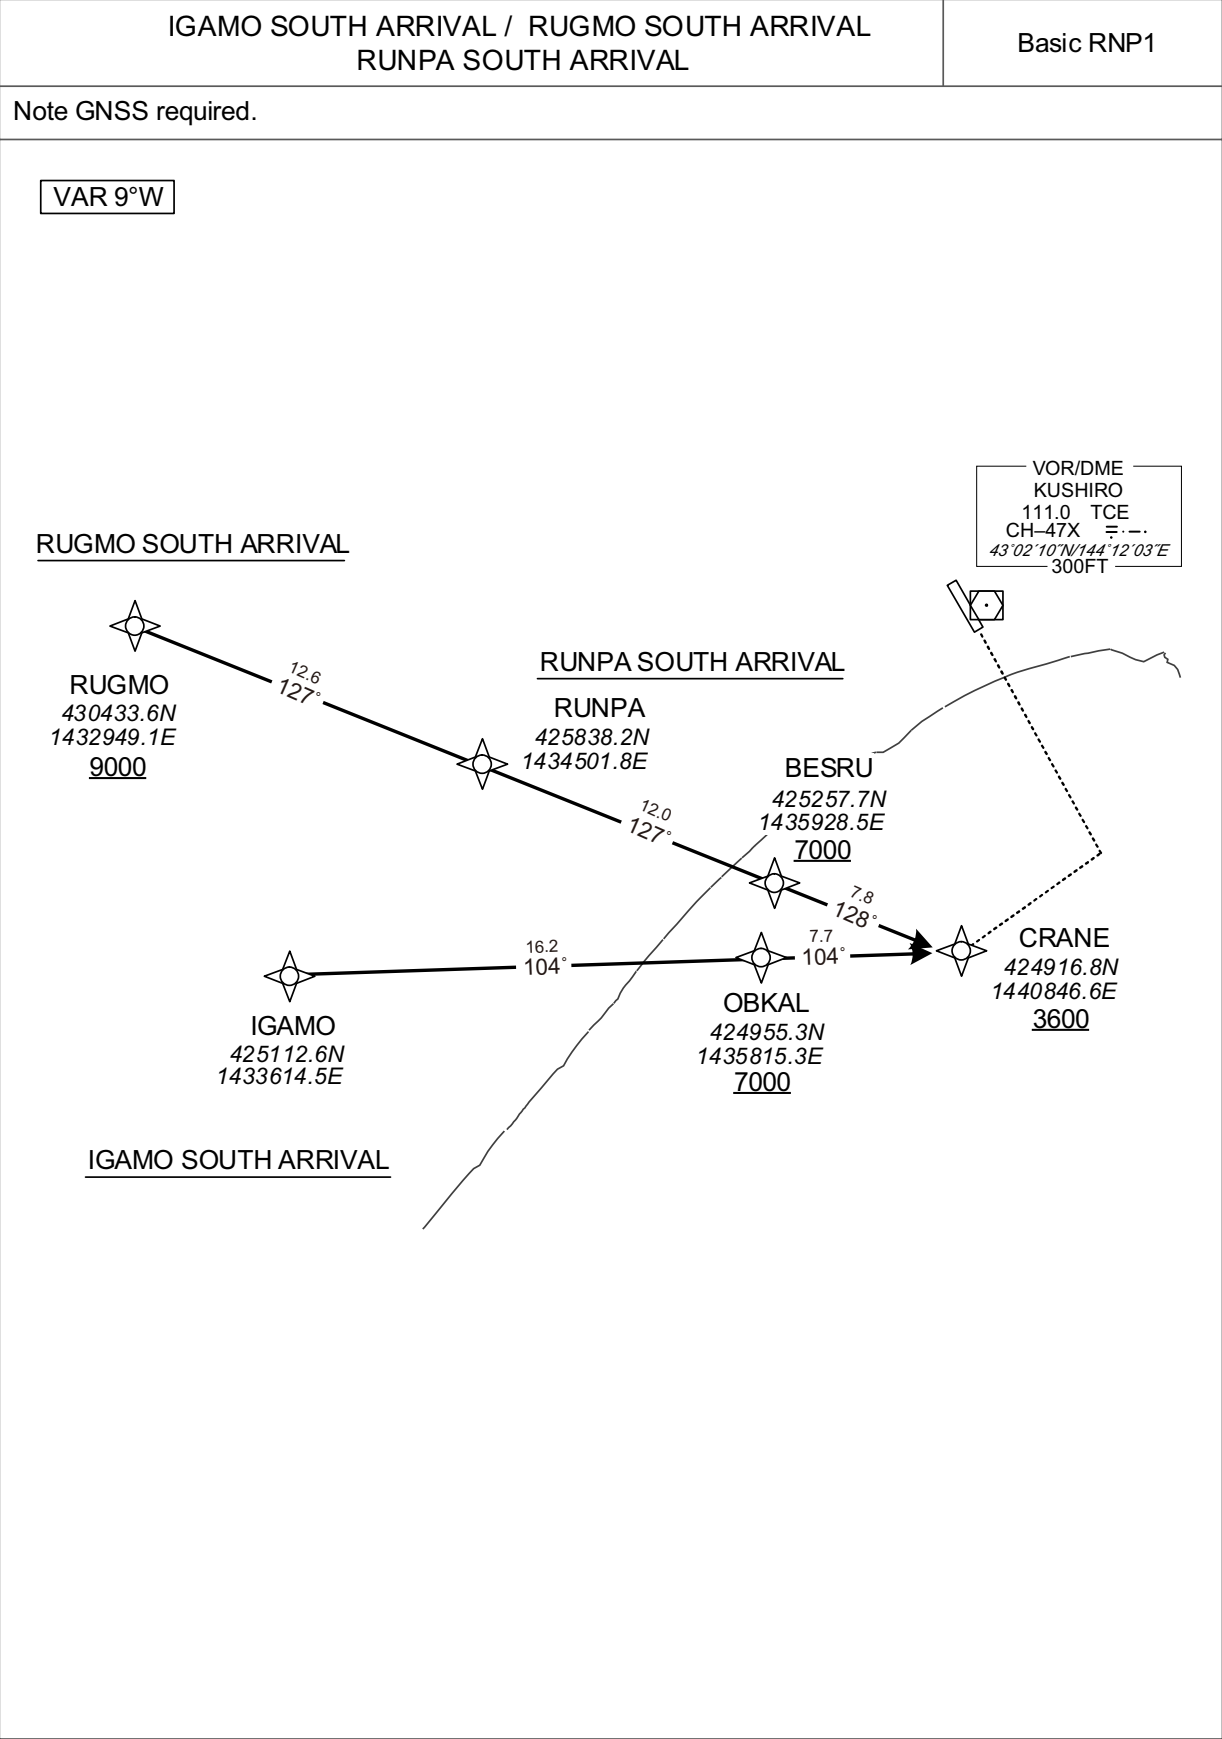 IGAMO SOUTH ARRIVAL / RUGMO SOUTH ARRIVAL
RUNPA SOUTH ARRIVAL
Basic RNP1
Note GNSS required.
VAR 9°W
VOR/DME
KUSHIRO
111.0 TCE
CH–47X
43°02´10˝N/144°12´03˝E
300FT
RUGMO SOUTH ARRIVAL
RUGMO
430433.6N
1432949.1E
9000
12.6
127°
RUNPA SOUTH ARRIVAL
RUNPA
425838.2N
1434501.8E
12.0
127°
BESRU
425257.7N
1435928.5E
7000
7.8
128°
CRANE
424916.8N
1440846.6E
3600
16.2
104°
7.7
104°
OBKAL
424955.3N
1435815.3E
7000
IGAMO
425112.6N
1433614.5E
IGAMO SOUTH ARRIVAL